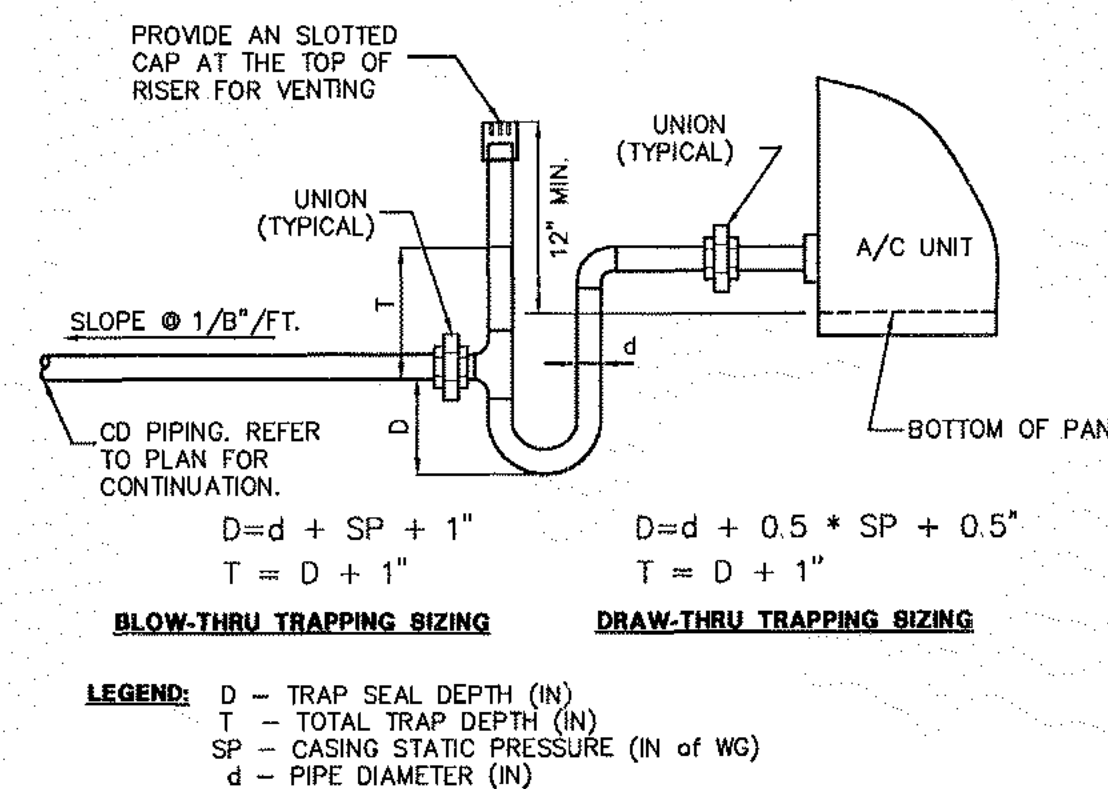 PROVIDE AN SLOTTED
CAP AT THE TOP OF
RISER FOR VENTING
UNION
(TYPICAL)
12" MIN.
UNION
(TYPICAL)
A/C UNIT
T
SLOPE @ 1/8"/FT.
d
D
CD PIPING. REFER
TO PLAN FOR
CONTINUATION.
BOTTOM OF PAN
D=d + SP + 1"
T = D + 1"
BLOW-THRU TRAPPING SIZING
D=d + 0.5 * SP + 0.5"
T = D + 1"
DRAW-THRU TRAPPING SIZING
LEGEND: D - TRAP SEAL DEPTH (IN)
T - TOTAL TRAP DEPTH (IN)
SP - CASING STATIC PRESSURE (IN of WG)
d - PIPE DIAMETER (IN)